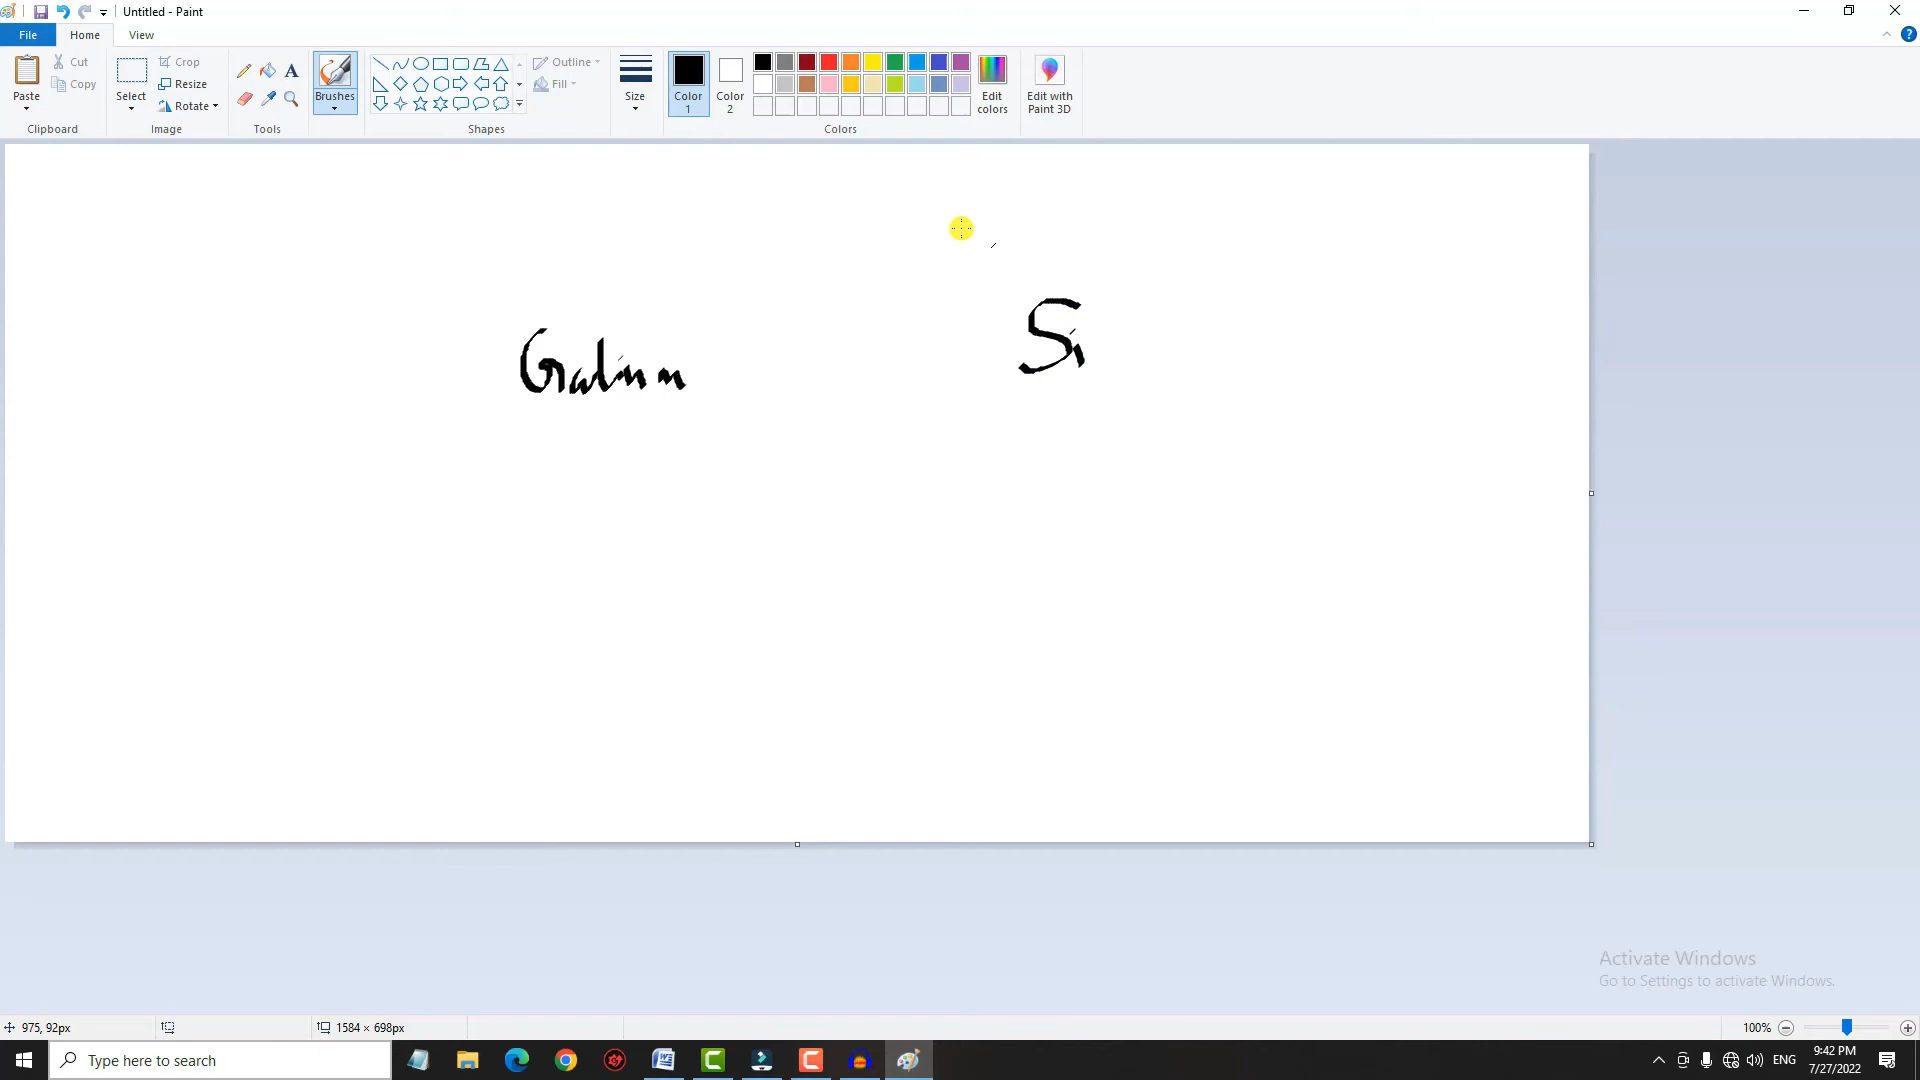 Untitled - Paint
File Home View
Paste
Cut
Copy
Clipboard
Select
Crop
Resize
Rotate
Image
Tools
Brushes
Shapes
Outline
Fill
Size
Color 1
Color 2
Edit colors
Colors
Edit with Paint 3D
Galium
Si
Activate Windows
Go to Settings to activate Windows.
975, 92px
1584 × 698px
100%
Type here to search
ENG
9:42 PM
7/27/2022